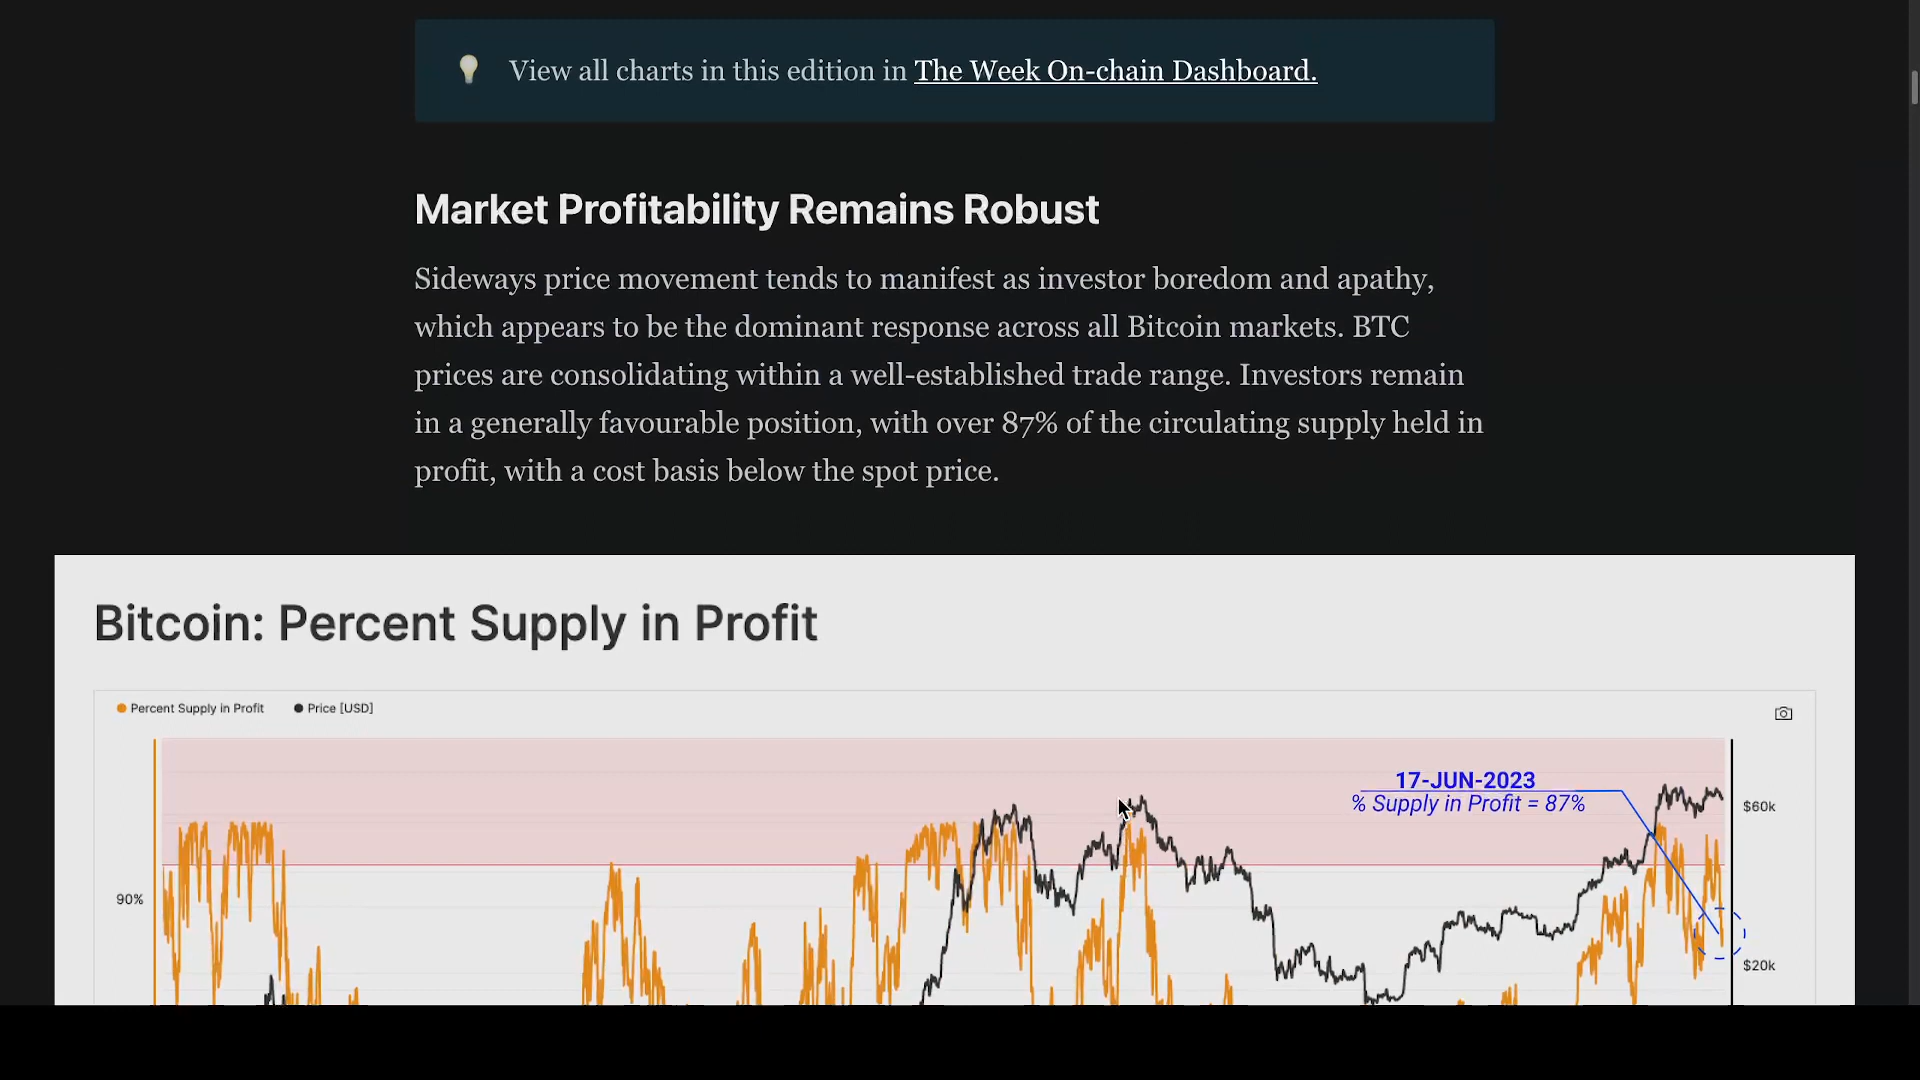 View all charts in this edition in The Week On-chain Dashboard.
Market Profitability Remains Robust
Sideways price movement tends to manifest as investor boredom and apathy,
which appears to be the dominant response across all Bitcoin markets. BTC
prices are consolidating within a well-established trade range. Investors remain
in a generally favourable position, with over 87% of the circulating supply held in
profit, with a cost basis below the spot price.
Bitcoin: Percent Supply in Profit
Percent Supply in Profit
Price [USD]
17-JUN-2023
% Supply in Profit = 87%
$60k
90%
$20k